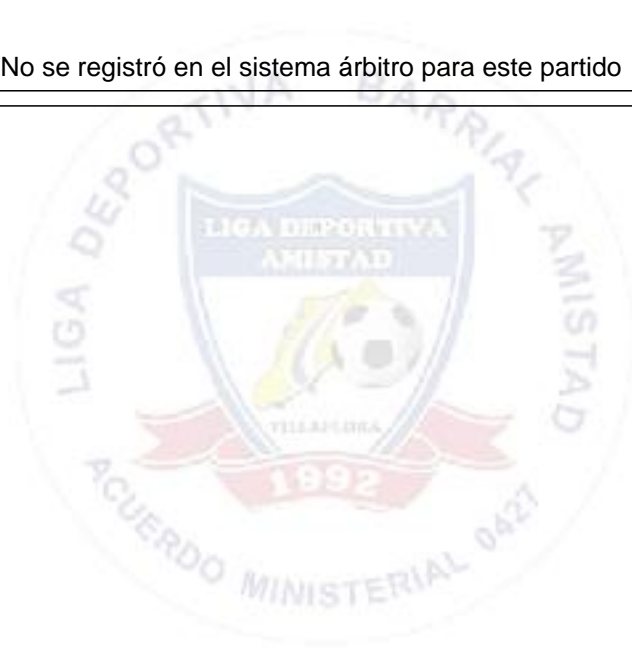 No se registró en el sistema árbitro para este partido
LIGA DEPORTIVA BARRIAL AMISTAD
LIGA DEPORTIVA
AMISTAD
VILLAFLORA
1992
ACUERDO MINISTERIAL 0427